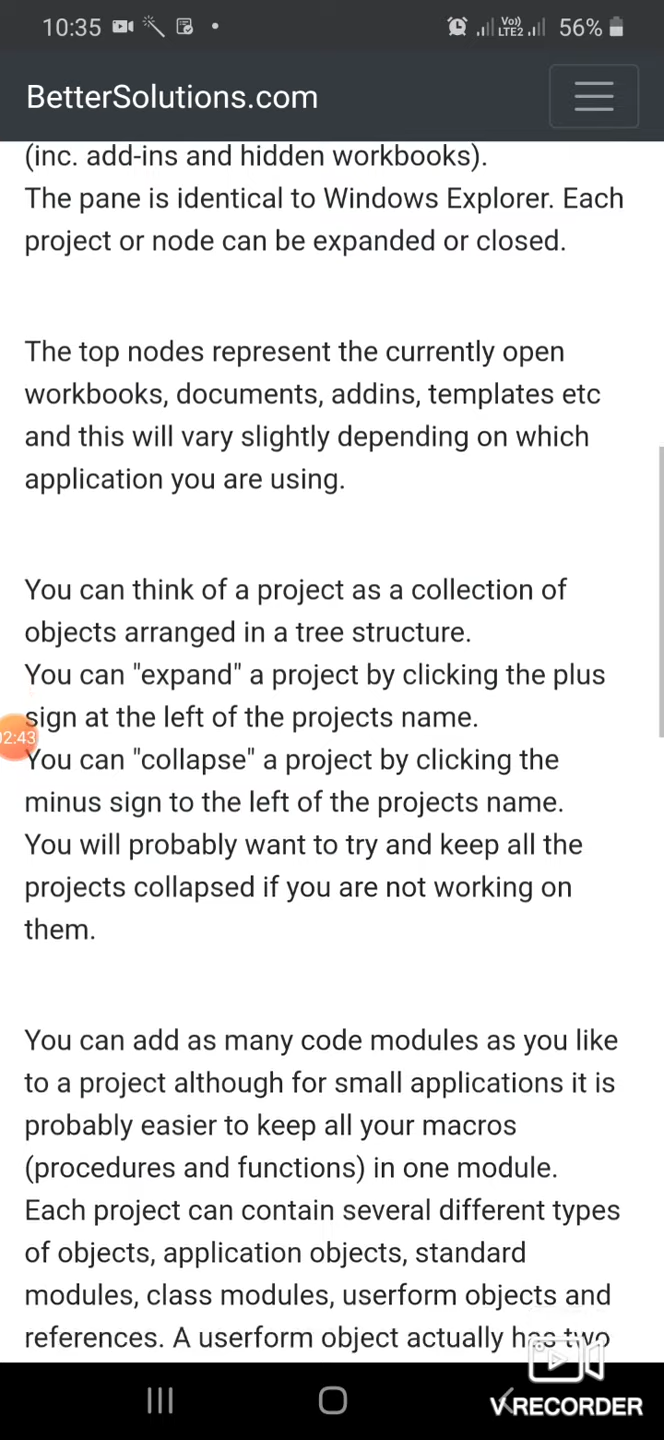 10:35
Vo))
LTE2
56%
BetterSolutions.com
(inc. add-ins and hidden workbooks).
The pane is identical to Windows Explorer. Each
project or node can be expanded or closed.
The top nodes represent the currently open
workbooks, documents, addins, templates etc
and this will vary slightly depending on which
application you are using.
You can think of a project as a collection of
objects arranged in a tree structure.
You can "expand" a project by clicking the plus
sign at the left of the projects name.
02:43
You can "collapse" a project by clicking the
minus sign to the left of the projects name.
You will probably want to try and keep all the
projects collapsed if you are not working on
them.
You can add as many code modules as you like
to a project although for small applications it is
probably easier to keep all your macros
(procedures and functions) in one module.
Each project can contain several different types
of objects, application objects, standard
modules, class modules, userform objects and
references. A userform object actually has two
VRECORDER